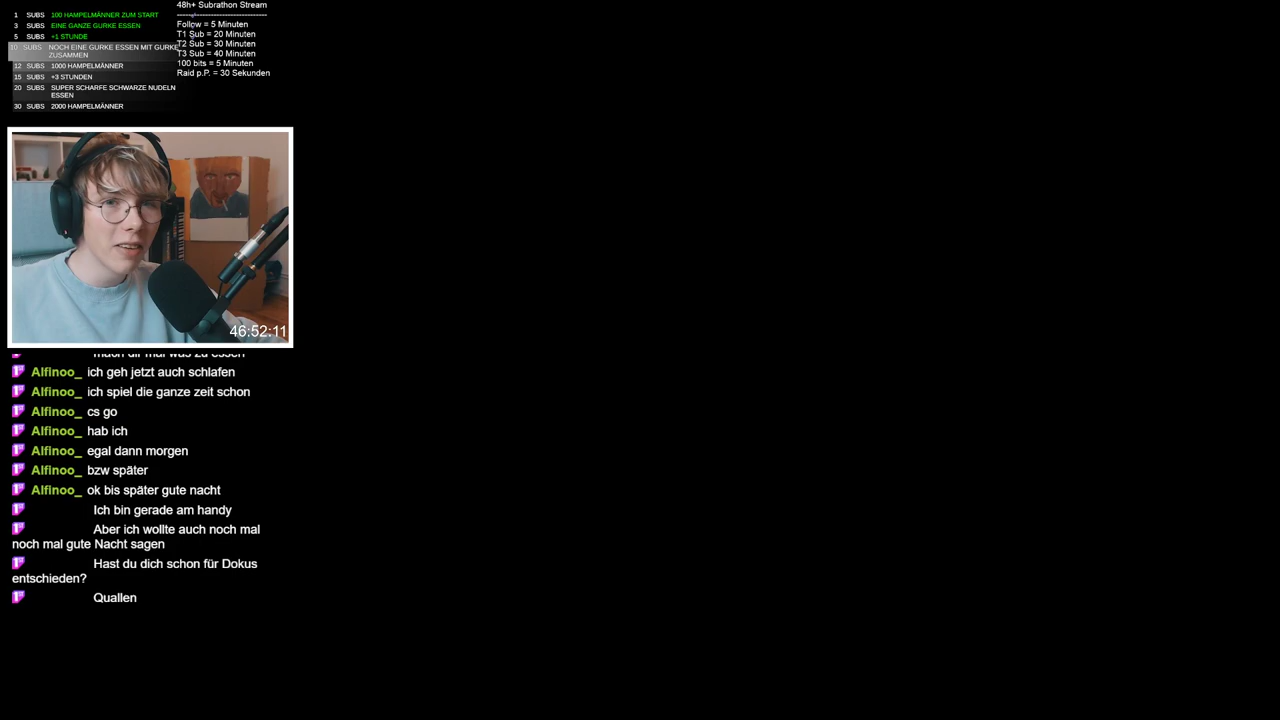 48h+ Subrathon Stream
--------------------------------
Follow = 5 Minuten
T1 Sub = 20 Minuten
T2 Sub = 30 Minuten
T3 Sub = 40 Minuten
100 bits = 5 Minuten
Raid p.P. = 30 Sekunden
1 SUBS 100 HAMPELMÄNNER ZUM START
3 SUBS EINE GANZE GURKE ESSEN
5 SUBS +1 STUNDE
10 SUBS NOCH EINE GURKE ESSEN MIT GURKE
ZUSAMMEN
12 SUBS 1000 HAMPELMÄNNER
15 SUBS +3 STUNDEN
20 SUBS SUPER SCHARFE SCHWARZE NUDELN
ESSEN
30 SUBS 2000 HAMPELMÄNNER
46:52:11
mach dir mal was zu essen
Alfinoo_ ich geh jetzt auch schlafen
Alfinoo_ ich spiel die ganze zeit schon
Alfinoo_ cs go
Alfinoo_ hab ich
Alfinoo_ egal dann morgen
Alfinoo_ bzw später
Alfinoo_ ok bis später gute nacht
Ich bin gerade am handy
Aber ich wollte auch noch mal
noch mal gute Nacht sagen
Hast du dich schon für Dokus
entschieden?
Quallen